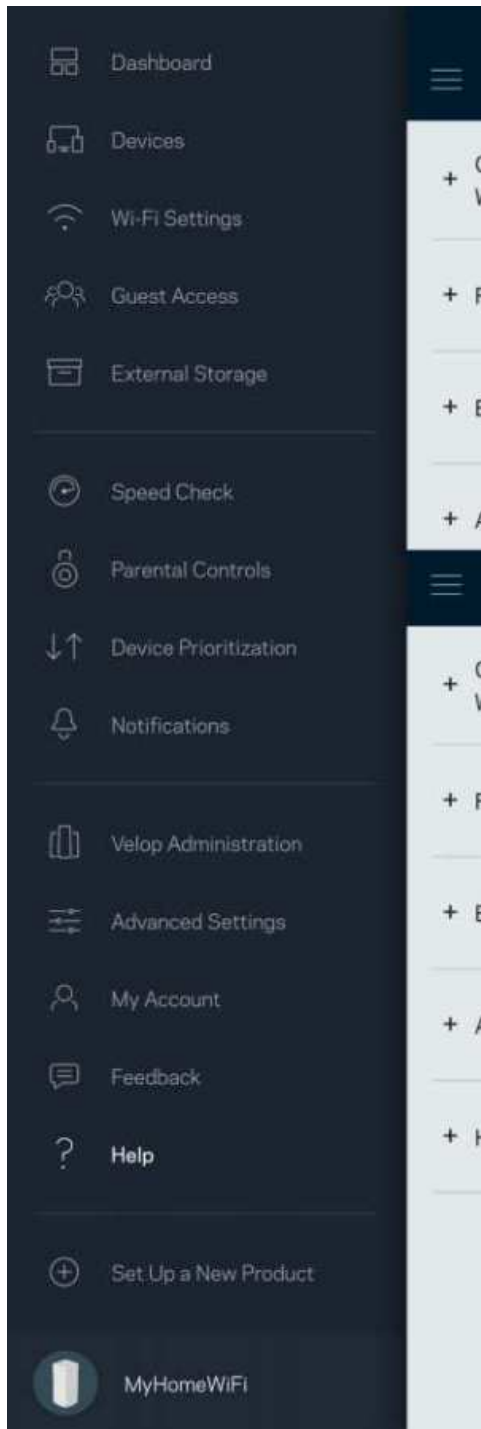 Dashboard
Devices
Wi-Fi Settings
Guest Access
External Storage
Speed Check
Parental Controls
Device Prioritization
Notifications
Velop Administration
Advanced Settings
My Account
Feedback
Help
Set Up a New Product
MyHomeWiFi